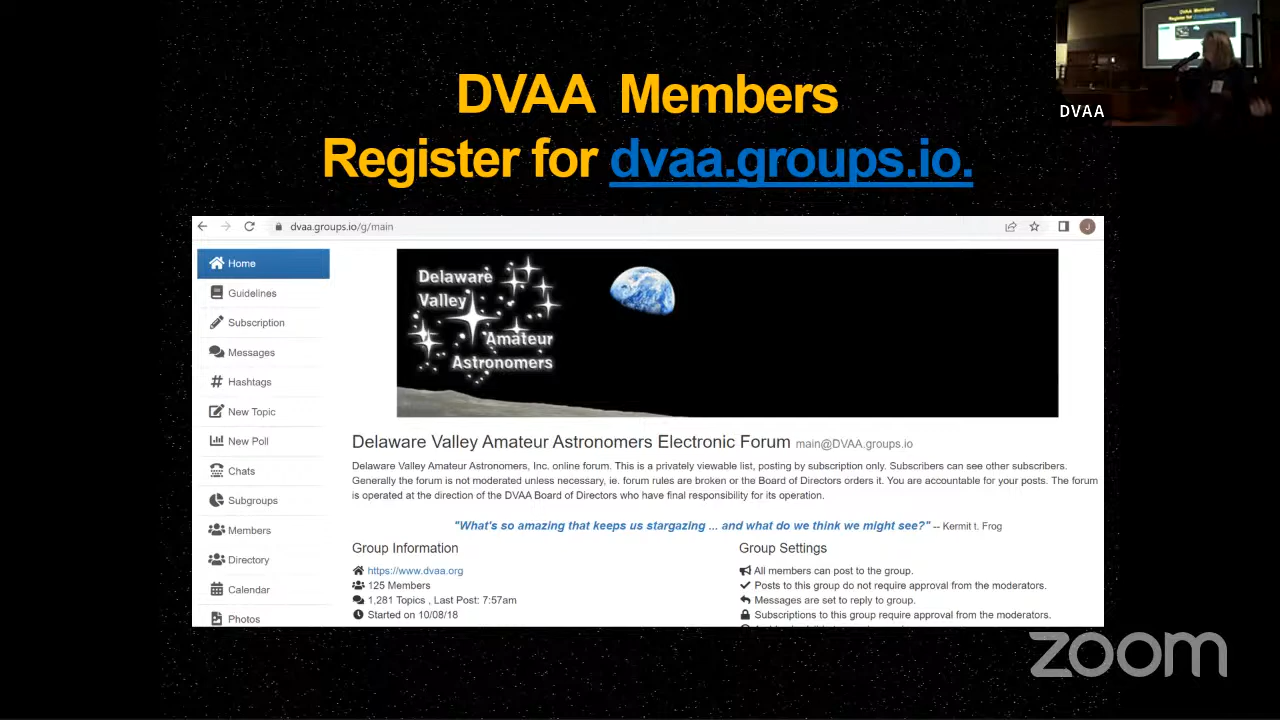 DVAA Members
Register for dvaa.groups.io.
DVAA
dvaa.groups.io/g/main
J
Home
Guidelines
Subscription
Messages
Hashtags
New Topic
New Poll
Chats
Subgroups
Members
Directory
Calendar
Photos
Delaware
Valley
Amateur
Astronomers
Delaware Valley Amateur Astronomers Electronic Forum main@DVAA.groups.io
Delaware Valley Amateur Astronomers, Inc. online forum. This is a privately viewable list, posting by subscription only. Subscribers can see other subscribers.
Generally the forum is not moderated unless necessary, ie. forum rules are broken or the Board of Directors orders it. You are accountable for your posts. The forum
is operated at the direction of the DVAA Board of Directors who have final responsibility for its operation.
"What's so amazing that keeps us stargazing ... and what do we think we might see?" -- Kermit t. Frog
Group Information
https://www.dvaa.org
125 Members
1,281 Topics , Last Post: 7:57am
Started on 10/08/18
Group Settings
All members can post to the group.
Posts to this group do not require approval from the moderators.
Messages are set to reply to group.
Subscriptions to this group require approval from the moderators.
zoom